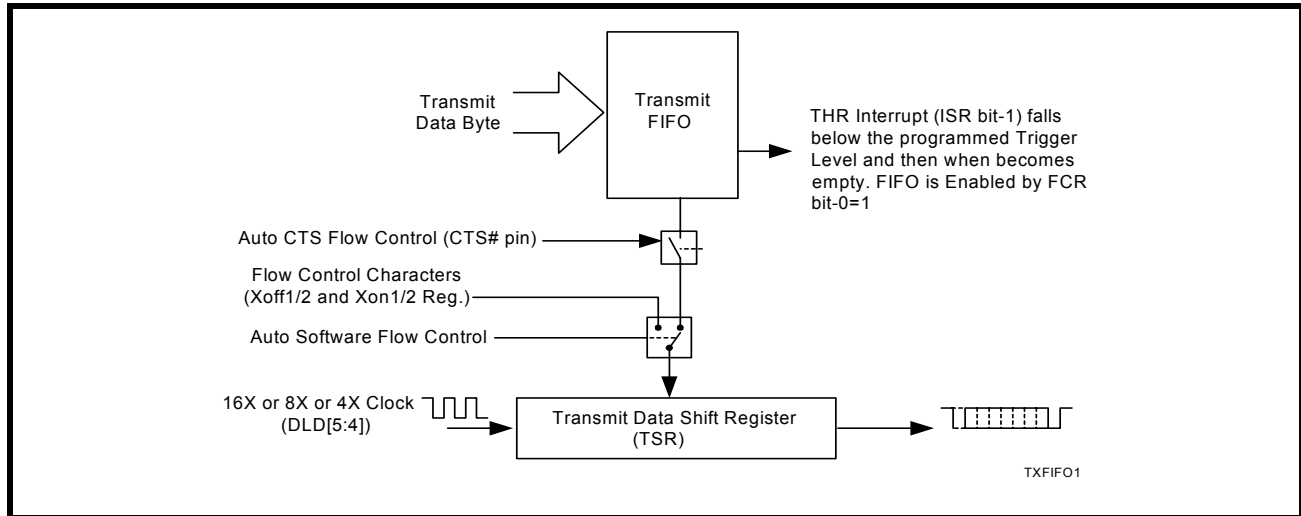 Transmit
FIFO
Transmit
Data Byte
THR Interrupt (ISR bit-1) falls
below the programmed Trigger
Level and then when becomes
empty. FIFO is Enabled by FCR
bit-0=1
Auto CTS Flow Control (CTS# pin)
Flow Control Characters
(Xoff1/2 and Xon1/2 Reg.)
Auto Software Flow Control
16X or 8X or 4X Clock
(DLD[5:4])
Transmit Data Shift Register
(TSR)
TXFIFO1